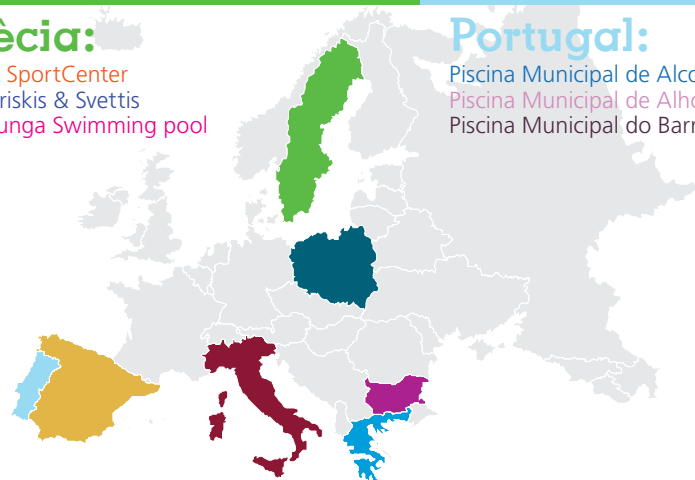 ècia:
SportCenter
riskis & Svettis
unga Swimming pool
Portugal:
Piscina Municipal de Alco
Piscina Municipal de Alho
Piscina Municipal do Barr